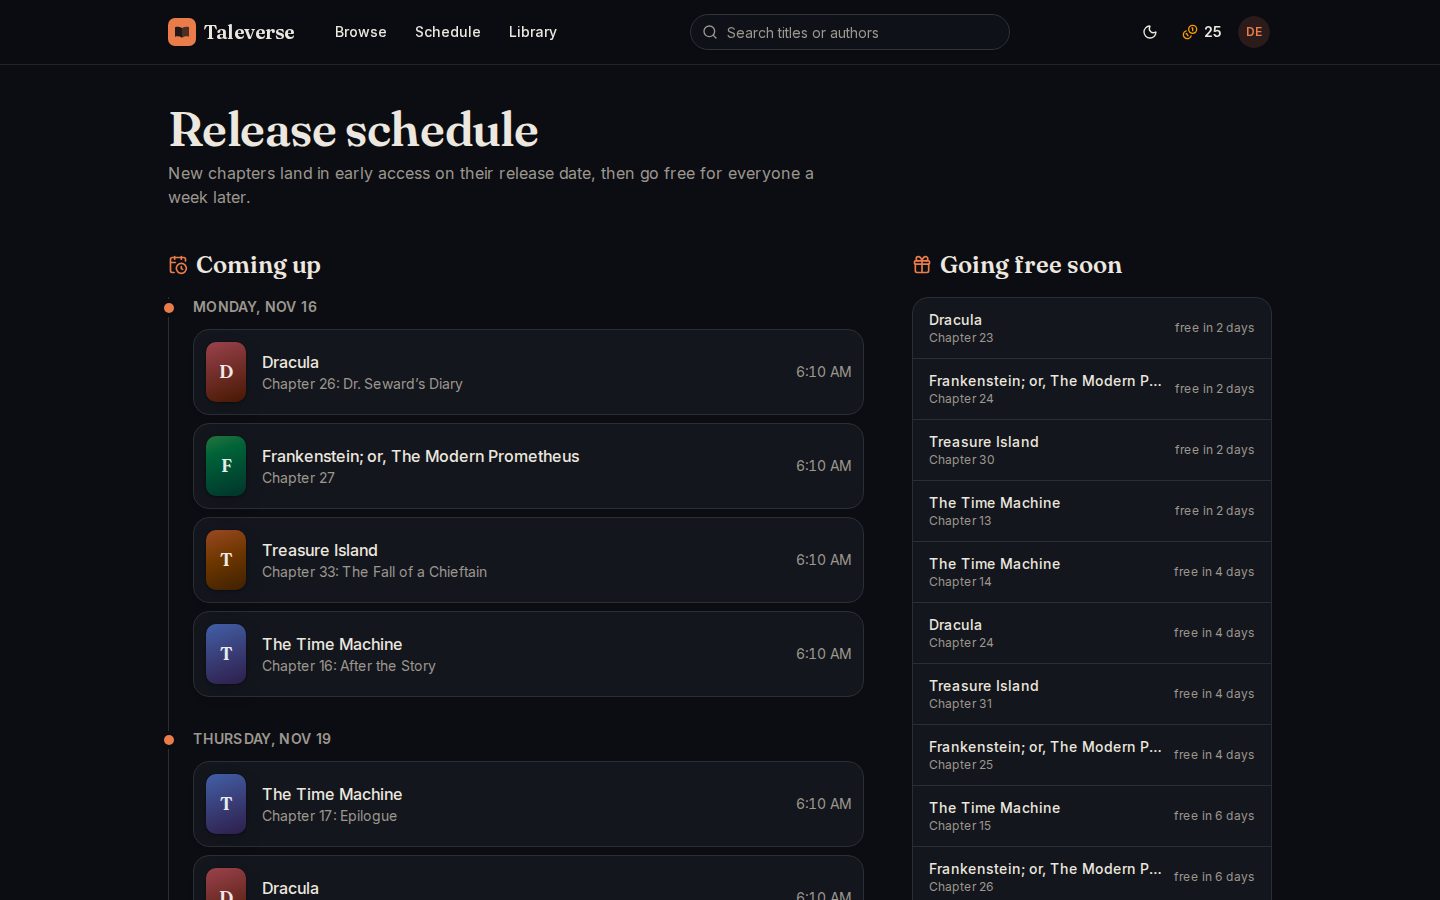 Taleverse
Browse
Schedule
Library
Search titles or authors
25
DE
Release schedule
New chapters land in early access on their release date, then go free for everyone a
week later.
Coming up
MONDAY, NOV 16
D
Dracula
Chapter 26: Dr. Seward’s Diary
6:10 AM
F
Frankenstein; or, The Modern Prometheus
Chapter 27
6:10 AM
T
Treasure Island
Chapter 33: The Fall of a Chieftain
6:10 AM
T
The Time Machine
Chapter 16: After the Story
6:10 AM
THURSDAY, NOV 19
T
The Time Machine
Chapter 17: Epilogue
6:10 AM
D
Dracula
6:10 AM
Going free soon
Dracula
Chapter 23
free in 2 days
Frankenstein; or, The Modern P...
Chapter 24
free in 2 days
Treasure Island
Chapter 30
free in 2 days
The Time Machine
Chapter 13
free in 2 days
The Time Machine
Chapter 14
free in 4 days
Dracula
Chapter 24
free in 4 days
Treasure Island
Chapter 31
free in 4 days
Frankenstein; or, The Modern P...
Chapter 25
free in 4 days
The Time Machine
Chapter 15
free in 6 days
Frankenstein; or, The Modern P...
Chapter 26
free in 6 days